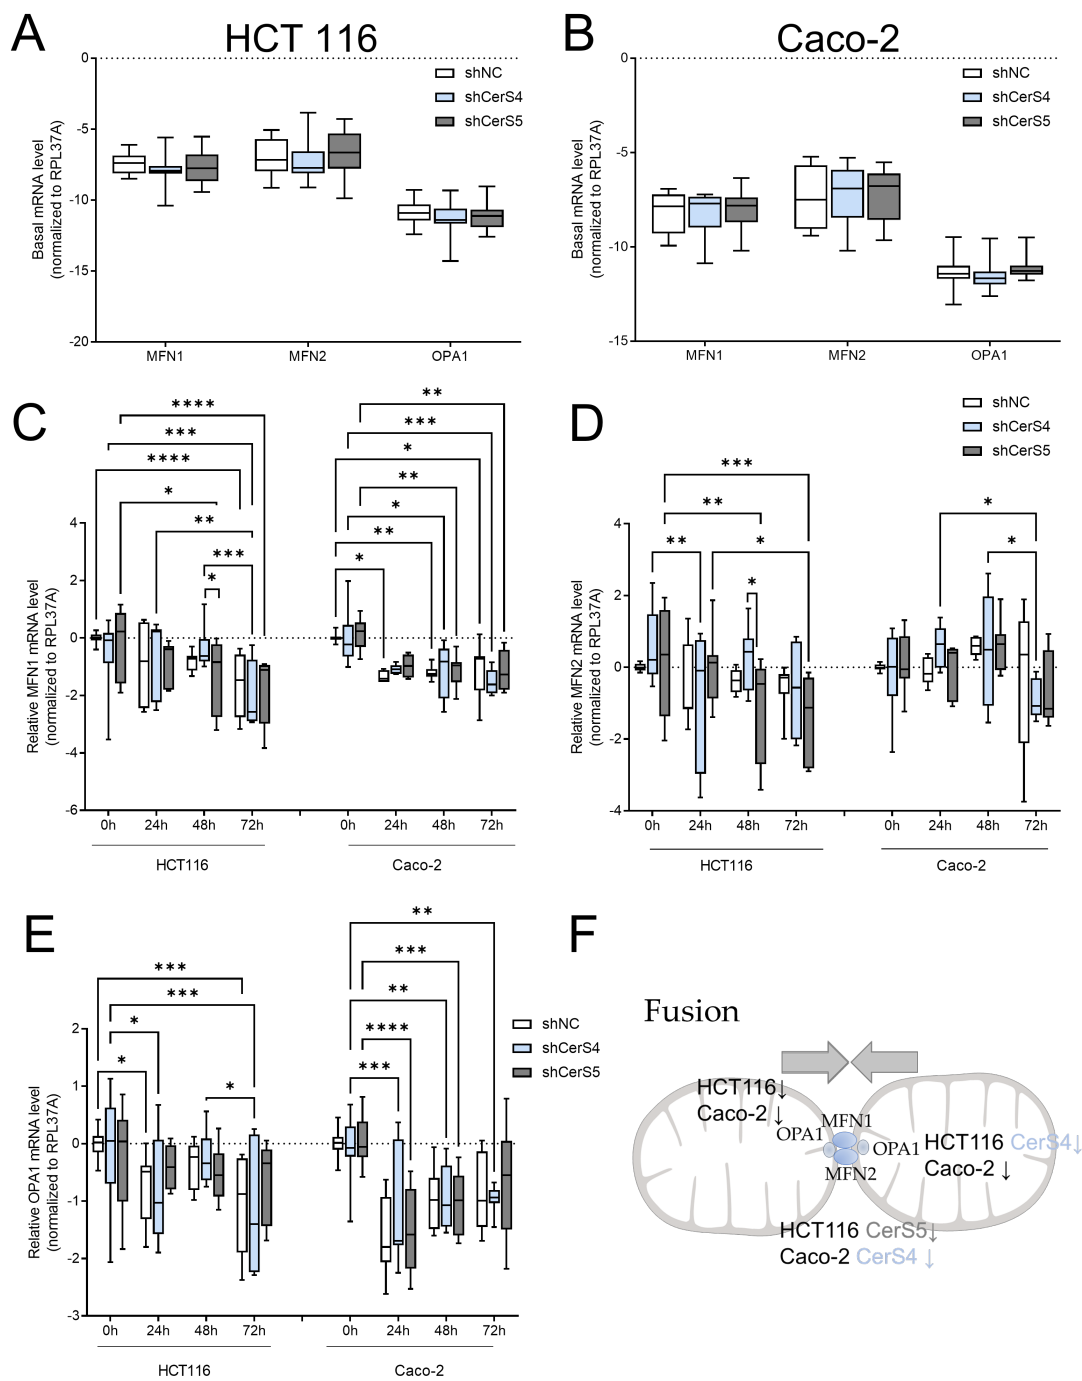 A
HCT 116
0
-5
-10
-15
-20
Basal mRNA level
(normalized to RPL37A)
shNC
shCerS4
shCerS5
MFN1
MFN2
OPA1
B
Caco-2
0
-5
-10
-15
Basal mRNA level
(normalized to RPL37A)
shNC
shCerS4
shCerS5
MFN1
MFN2
OPA1
C
****
***
****
*
**
***
*
**
***
*
**
*
**
*
4
2
0
-2
-4
-6
Relative MFN1 mRNA level
(normalized to RPL37A)
0h
24h
48h
72h
0h
24h
48h
72h
HCT116
Caco-2
D
shNC
shCerS4
shCerS5
***
**
**
*
*
*
*
4
2
0
-2
-4
Relative MFN2 mRNA level
(normalized to RPL37A)
0h
24h
48h
72h
0h
24h
48h
72h
HCT116
Caco-2
E
***
***
*
*
*
**
***
**
****
***
shNC
shCerS4
shCerS5
2
1
0
-1
-2
-3
Relative OPA1 mRNA level
(normalized to RPL37A)
0h
24h
48h
72h
0h
24h
48h
72h
HCT116
Caco-2
F
Fusion
HCT116↓
Caco-2 ↓
OPA1
MFN1
MFN2
OPA1
HCT116 CerS4↓
Caco-2 ↓
HCT116 CerS5↓
Caco-2 CerS4 ↓